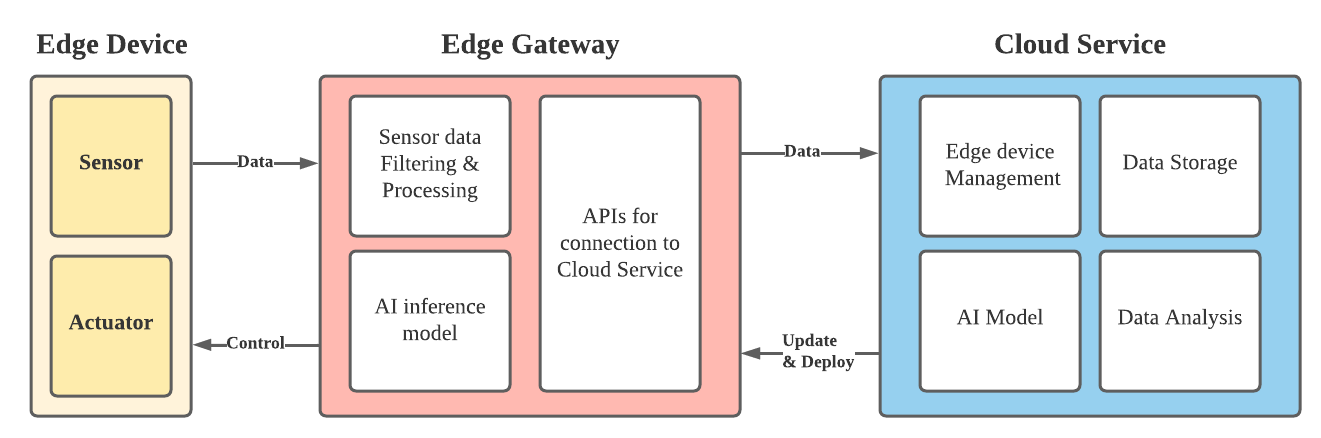 Edge Device
Edge Gateway
Cloud Service
Sensor
Actuator
Data
Control
Sensor data
Filtering &
Processing
AI inference
model
APIs for
connection to
Cloud Service
Data
Update
& Deploy
Edge device
Management
Data Storage
AI Model
Data Analysis